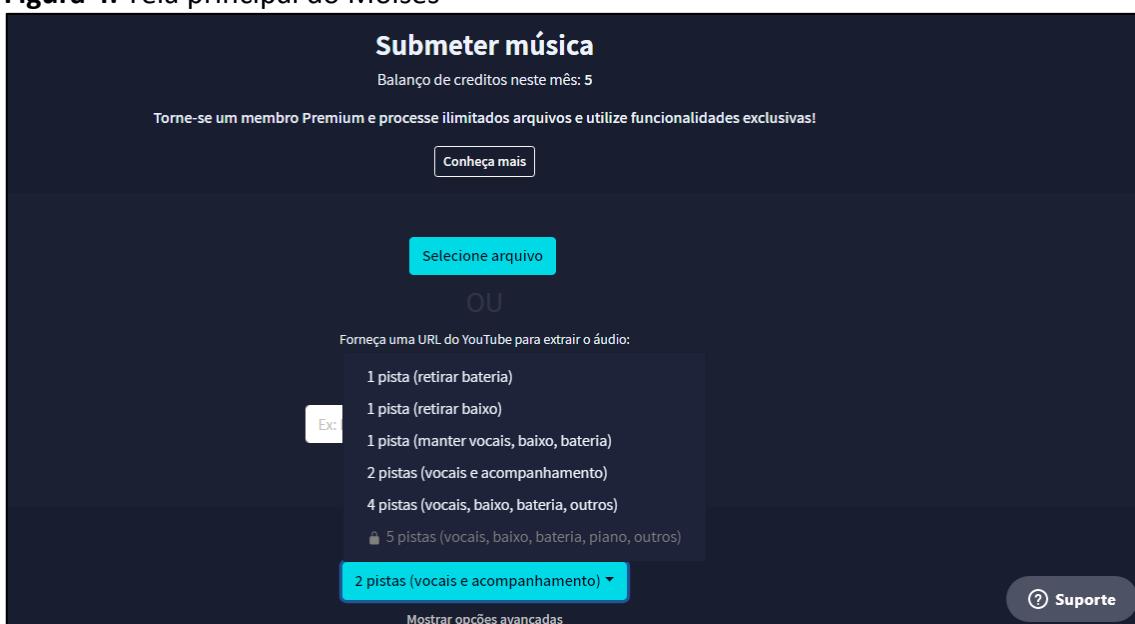 Submeter música
Balanço de creditos neste mês: 5
Torne-se um membro Premium e processe ilimitados arquivos e utilize funcionalidades exclusivas!
Conheça mais
Selecione arquivo
OU
Forneça uma URL do YouTube para extrair o áudio:
1 pista (retirar bateria)
1 pista (retirar baixo)
Ex:
1 pista (manter vocais, baixo, bateria)
2 pistas (vocais e acompanhamento)
4 pistas (vocais, baixo, bateria, outros)
5 pistas (vocais, baixo, bateria, piano, outros)
2 pistas (vocais e acompanhamento)
Suporte
Mostrar opções avançadas